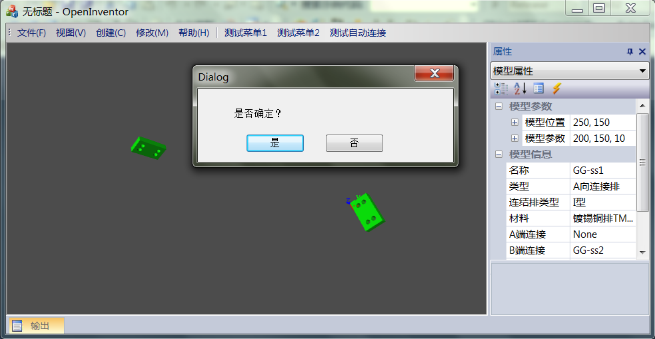 无标题 - OpenInventor
文件(F) 视图(V) 创建(C) 修改(M) 帮助(H) 测试菜单1 测试菜单2 测试自动连接
Dialog
是否确定?
是 否
属性
模型属性
模型参数
模型位置 250, 150
模型参数 200, 150, 10
模型信息
名称 GG-ss1
类型 A向连接排
连结排类型 I型
材料 镀锡铜排TM...
A端连接 None
B端连接 GG-ss2
输出